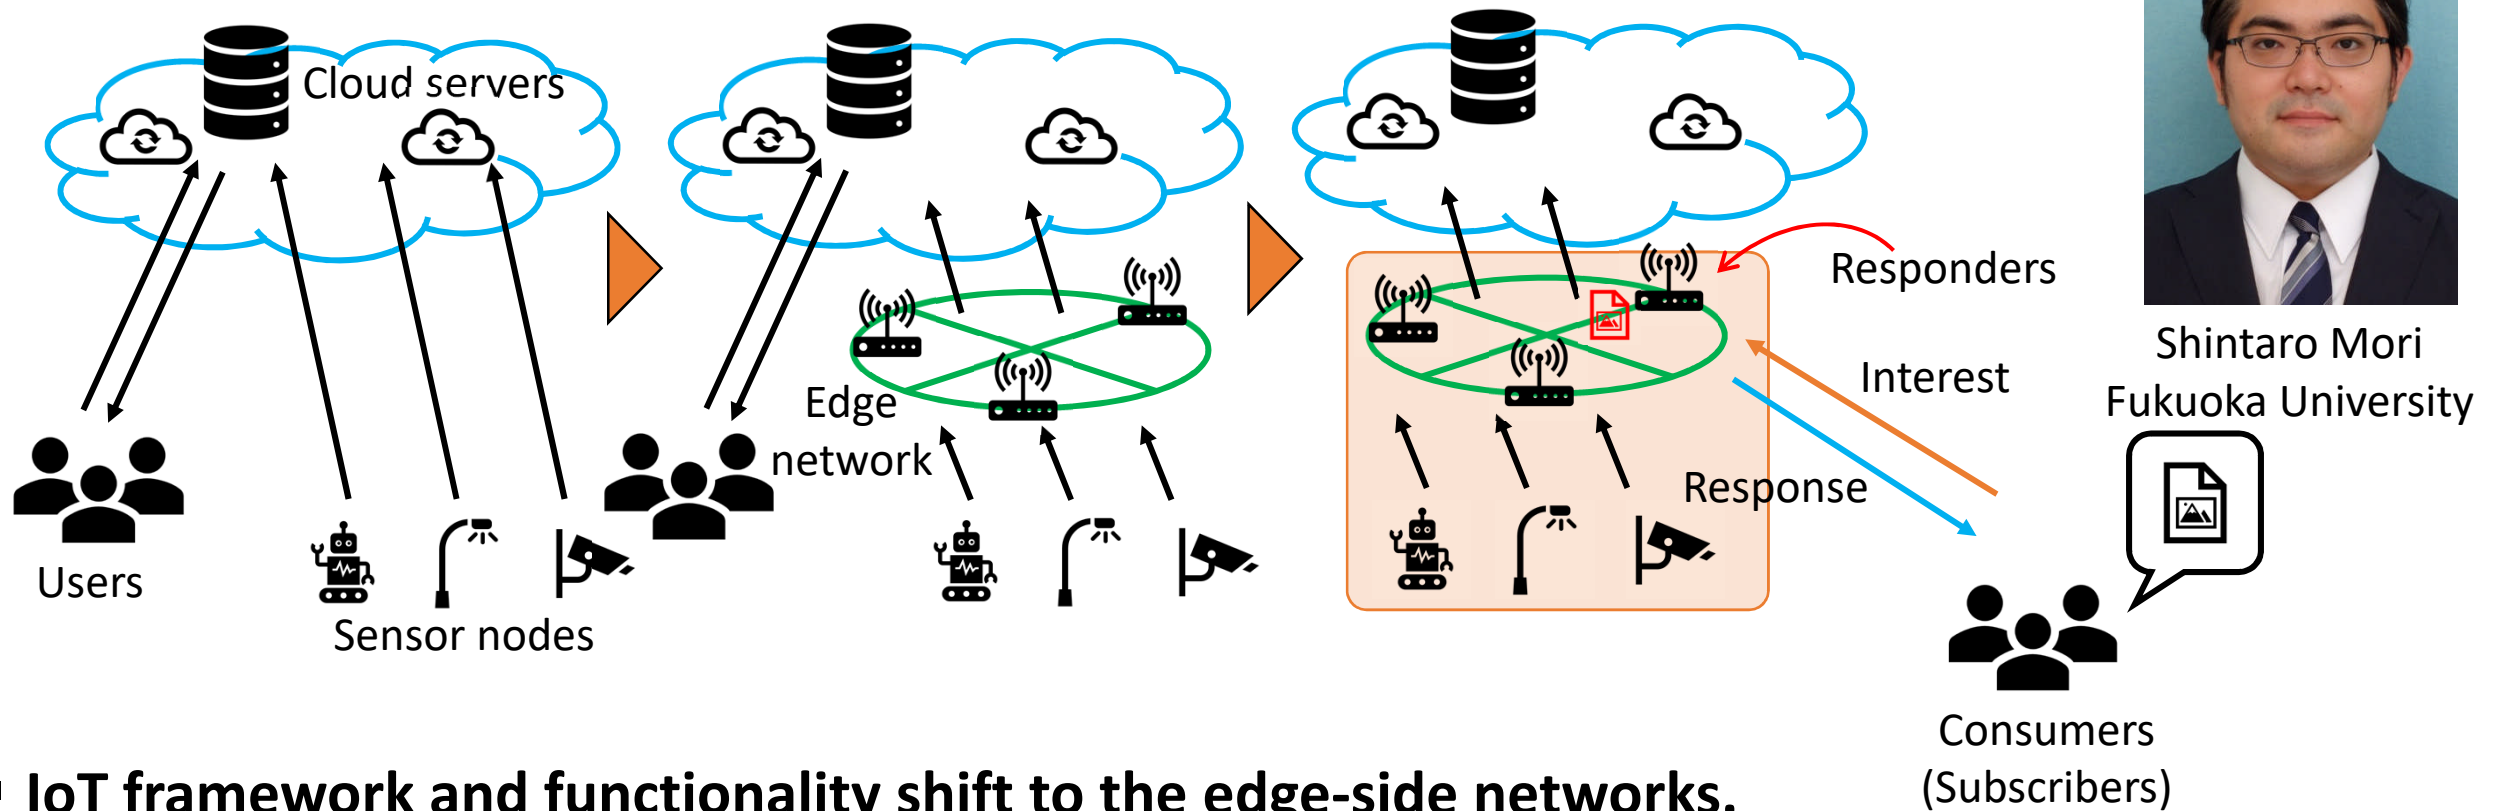 Cloud servers
Users
Sensor nodes
Edge
network
Responders
Interest
Response
Shintaro Mori
Fukuoka University
Consumers
(Subscribers)
IoT framework and functionality shift to the edge-side networks.